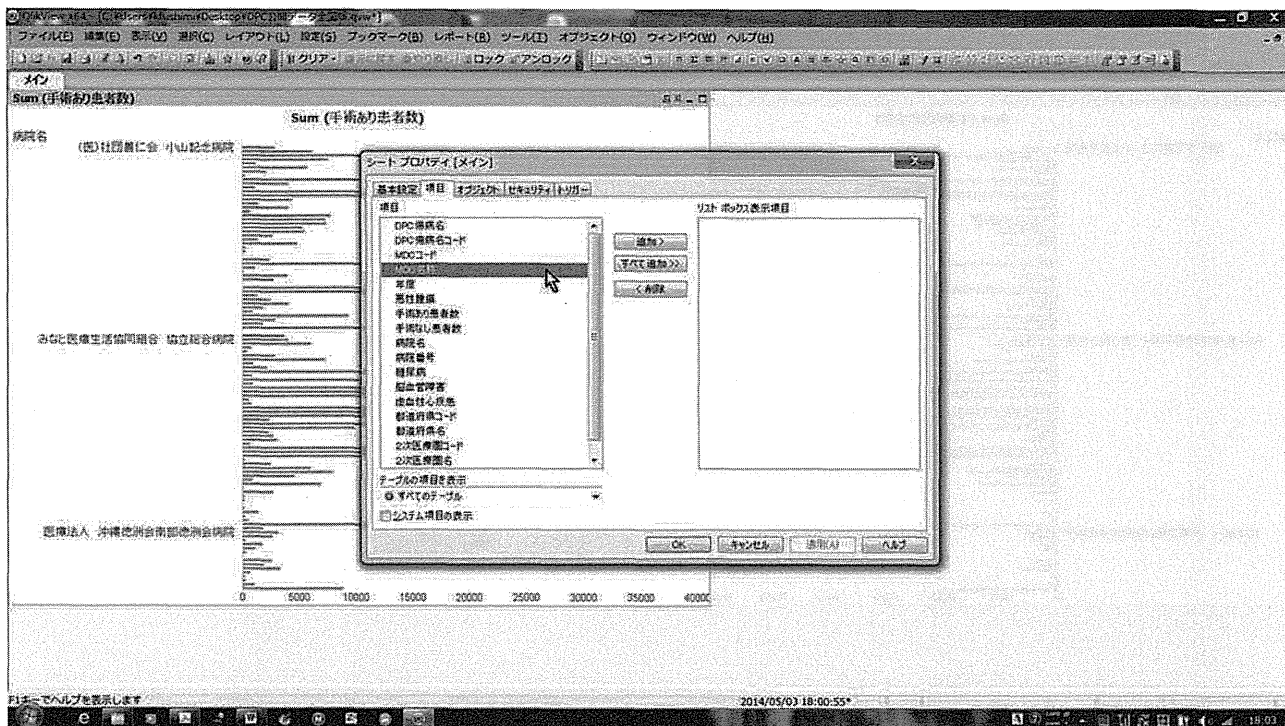 ファイル(E) 編集(E) 表示(V) 選択(C) レイアウト(L) 設定(S) ブックマーク(B) レポート(R) ツール(T) オブジェクト(O) ウィンドウ(W) ヘルプ(H)
クリア ロック アンロック
メイン
Sum (手術あり患者数)
Sum (手術あり患者数)
病院名
(医)社団善仁会 小山記念病院
みなと医療生活協同組合 協立総合病院
医療法人 沖縄徳洲会南部徳洲会病院
0 5000 10000 15000 20000 25000 30000 35000 40000
シート プロパティ [メイン]
基本設定 項目 オブジェクト セキュリティ トリガー
項目
DPC傷病名
DPC傷病名コード
MDCコード
年度
悪性腫瘍
手術あり患者数
手術なし患者数
病院名
病院番号
糖尿病
脳血管障害
虚血性心疾患
都道府県コード
都道府県名
2次医療圏コード
2次医療圏名
テーブルの項目を表示
すべてのテーブル
システム項目の表示
追加 >
すべて追加 >>
< 削除
リスト ボックス表示項目
OK キャンセル 適用(A) ヘルプ
F1キーでヘルプを表示します
2014/05/03 18:00:55*